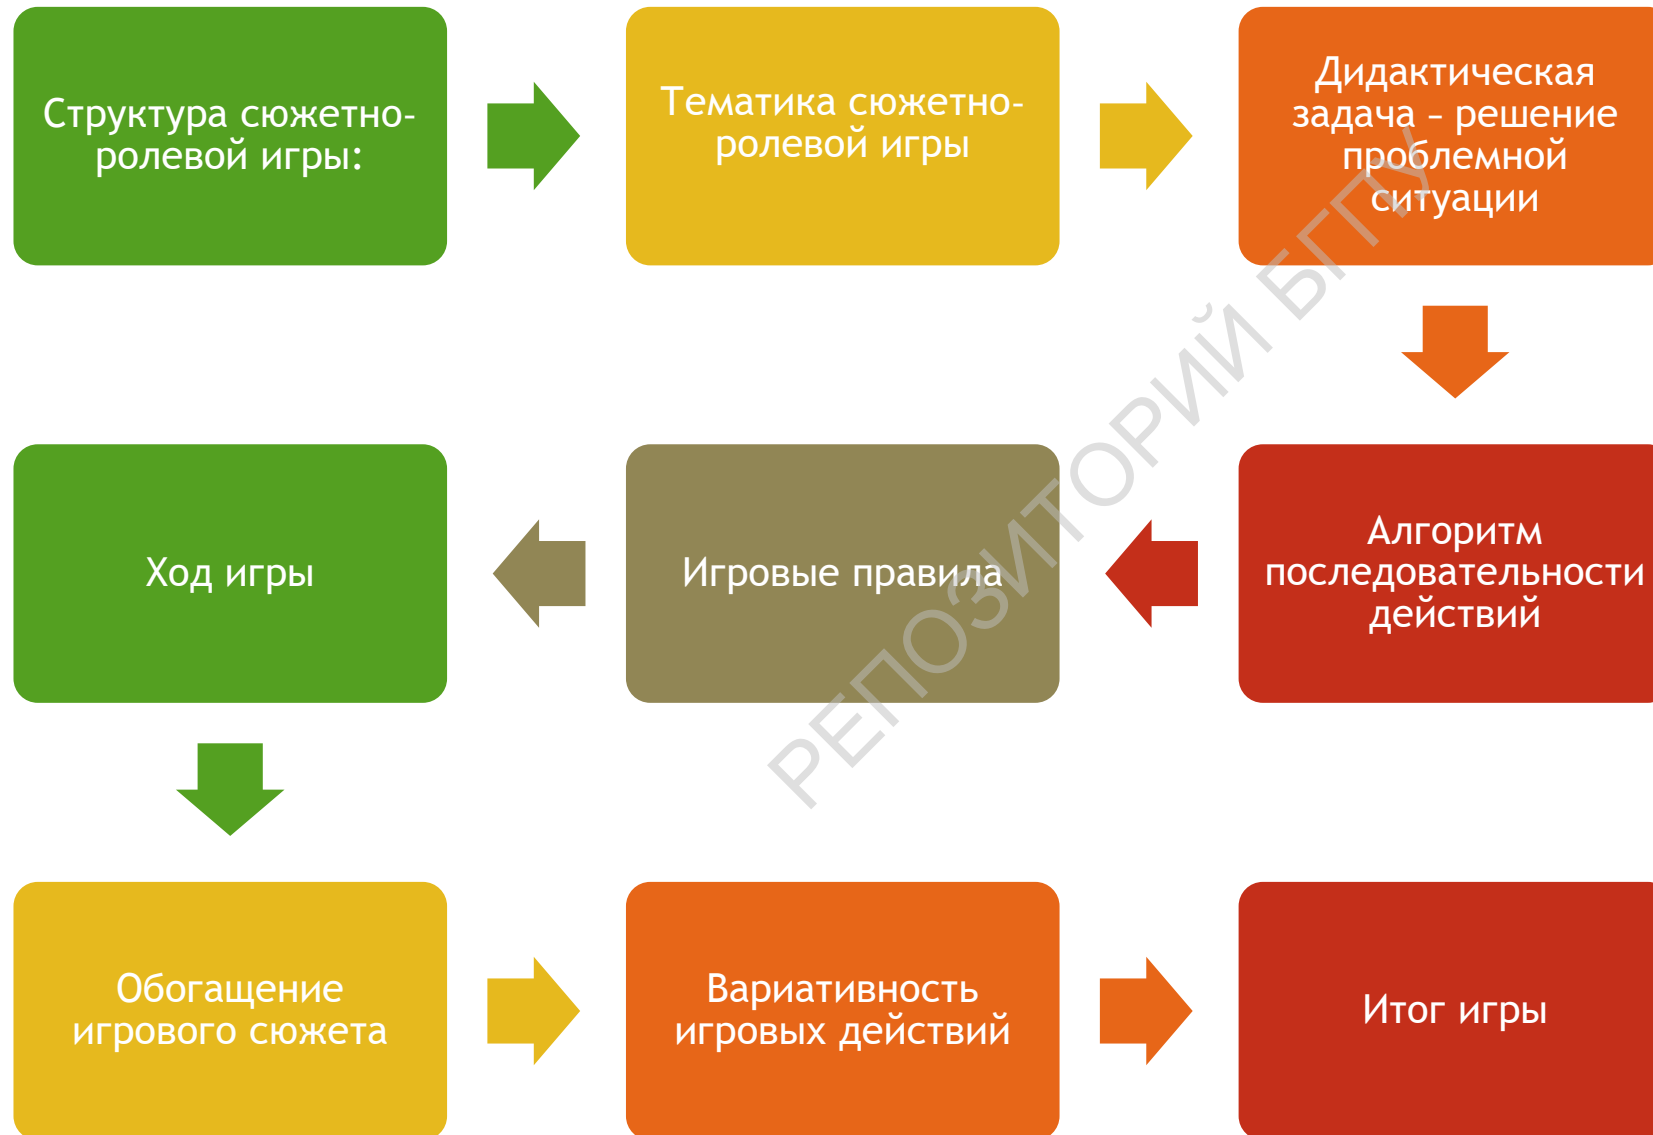 Структура сюжетно-
ролевой игры:
Тематика сюжетно-
ролевой игры
Дидактическая
задача – решение
проблемной
ситуации
Алгоритм
последовательности
действий
Игровые правила
Ход игры
Обогащение
игрового сюжета
Вариативность
игровых действий
Итог игры
РЕПОЗИТОРИЙ БГПУ